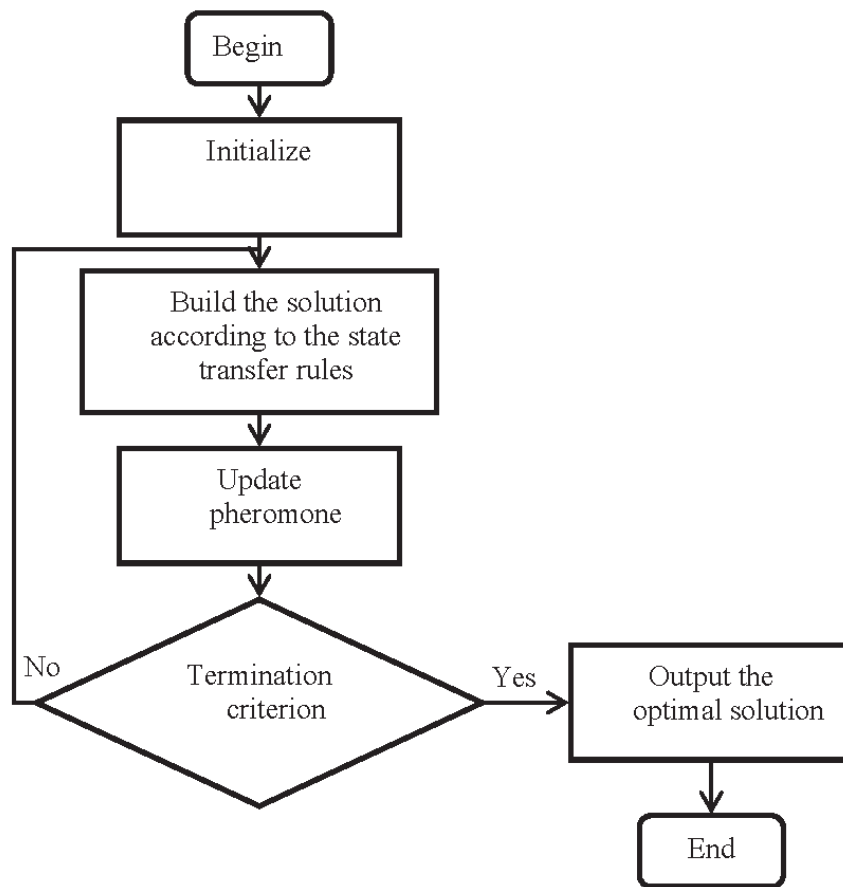 Begin
Initialize
Build the solution
according to the state
transfer rules
Update
pheromone
No
Termination
criterion
Yes
Output the
optimal solution
End